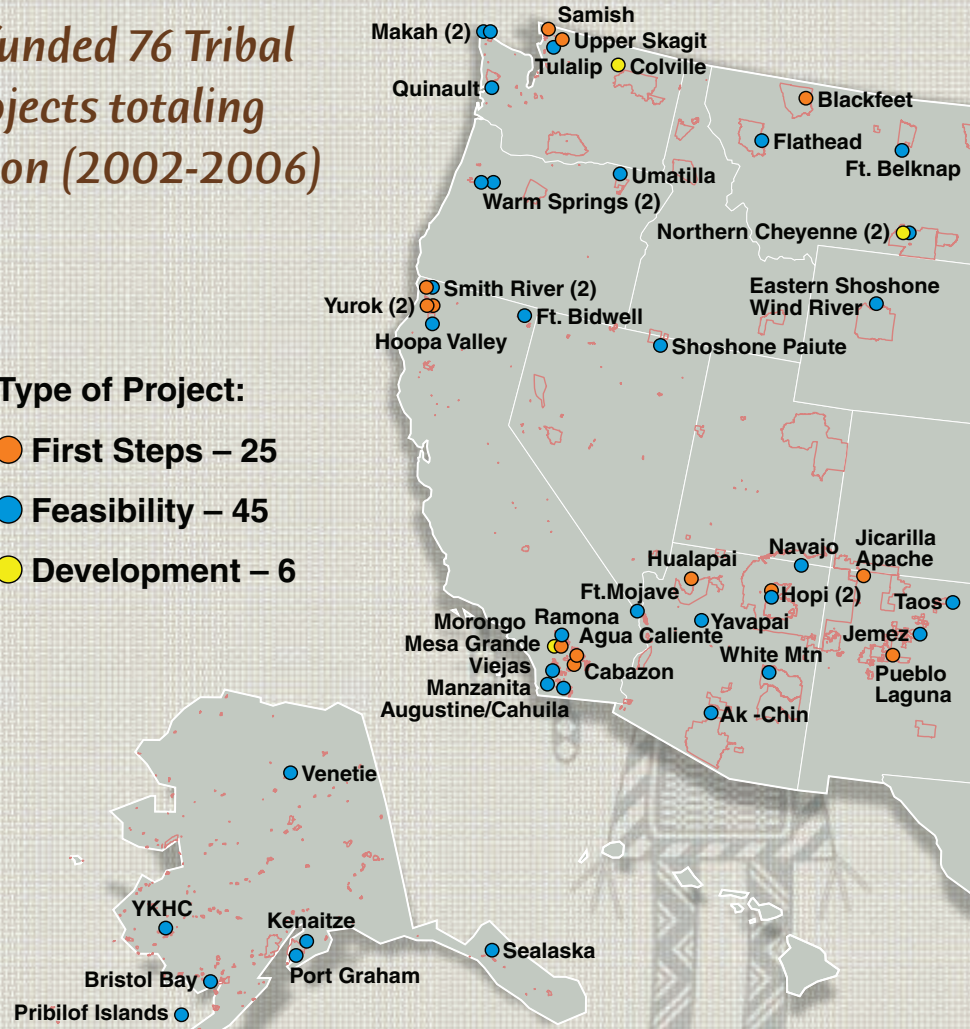 unded 76 Tribal
jects totaling
on (2002-2006)
Type of Project:
First Steps – 25
Feasibility – 45
Development – 6
Samish
Makah (2)
Upper Skagit
Tulalip
Colville
Quinault
Blackfeet
Flathead
Ft. Belknap
Umatilla
Warm Springs (2)
Northern Cheyenne (2)
Smith River (2)
Eastern Shoshone
Wind River
Yurok (2)
Ft. Bidwell
Hoopa Valley
Shoshone Paiute
Navajo
Jicarilla
Apache
Hualapai
Ft.Mojave
Hopi (2)
Taos
Morongo
Ramona
Yavapai
Agua Caliente
Jemez
Mesa Grande
White Mtn
Viejas
Cabazon
Pueblo
Laguna
Manzanita
Augustine/Cahuila
Ak -Chin
Venetie
YKHC
Kenaitze
Sealaska
Port Graham
Bristol Bay
Pribilof Islands